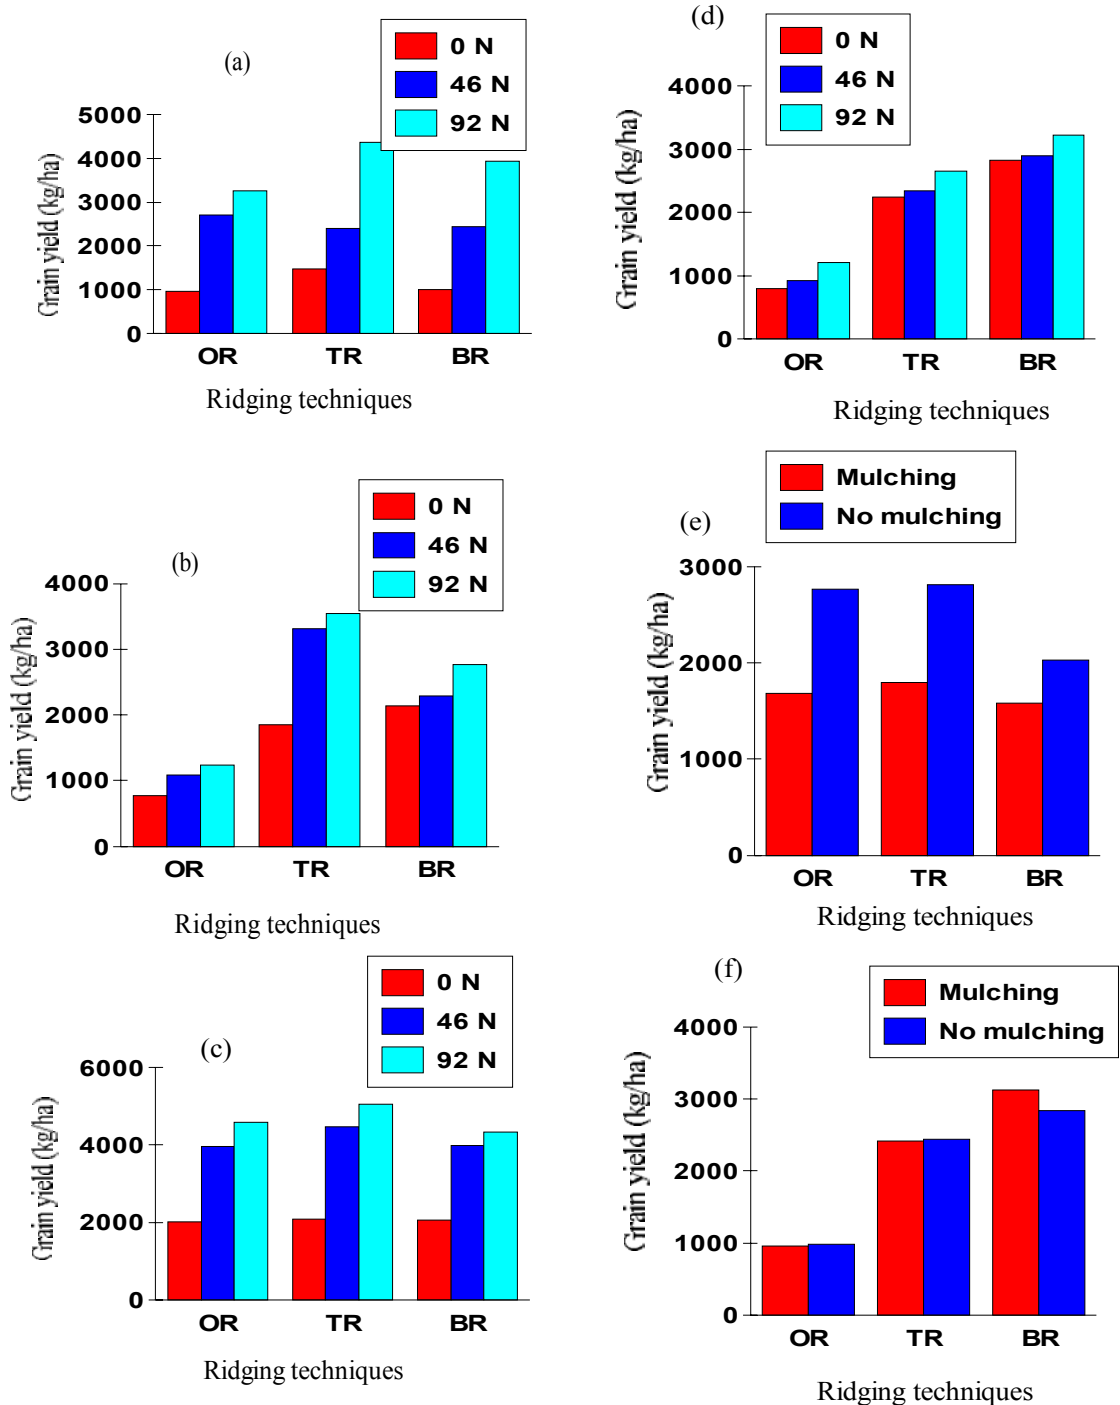 (a)
0 N
46 N
92 N
5000
4000
3000
2000
1000
0
Grain yield (kg/ha)
OR TR BR
Ridging techniques
(b)
0 N
46 N
92 N
4000
3000
2000
1000
0
Grain yield (kg/ha)
OR TR BR
Ridging techniques
(c)
0 N
46 N
92 N
6000
4000
2000
0
Grain yield (kg/ha)
OR TR BR
Ridging techniques
(d)
0 N
46 N
92 N
4000
3000
2000
1000
0
Grain yield (kg/ha)
OR TR BR
Ridging techniques
(e)
Mulching
No mulching
3000
2000
1000
0
Grain yield (kg/ha)
OR TR BR
Ridging techniques
(f)
Mulching
No mulching
4000
3000
2000
1000
0
Grain yield (kg/ha)
OR TR BR
Ridging techniques